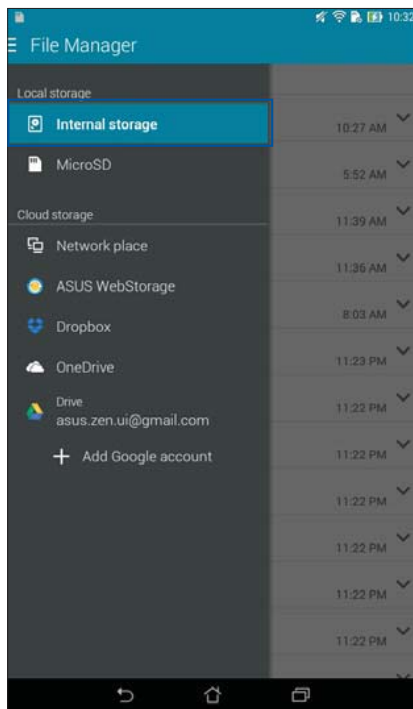 10:32
File Manager
Local storage
Internal storage
10:27 AM
MicroSD
5:52 AM
Cloud storage
11:39 AM
Network place
11:36 AM
ASUS WebStorage
8:03 AM
Dropbox
OneDrive
11:23 PM
Drive
asus.zen.ui@gmail.com
11:22 PM
Add Google account
11:22 PM
11:22 PM
11:22 PM
11:22 PM
11:22 PM